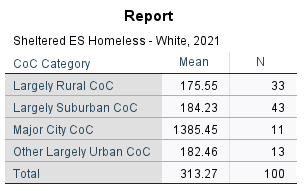 Report
Sheltered ES Homeless - White, 2021
CoC Category Mean N
Largely Rural CoC 175.55 33
Largely Suburban CoC 184.23 43
Major City CoC 1385.45 11
Other Largely Urban CoC 182.46 13
Total 313.27 100